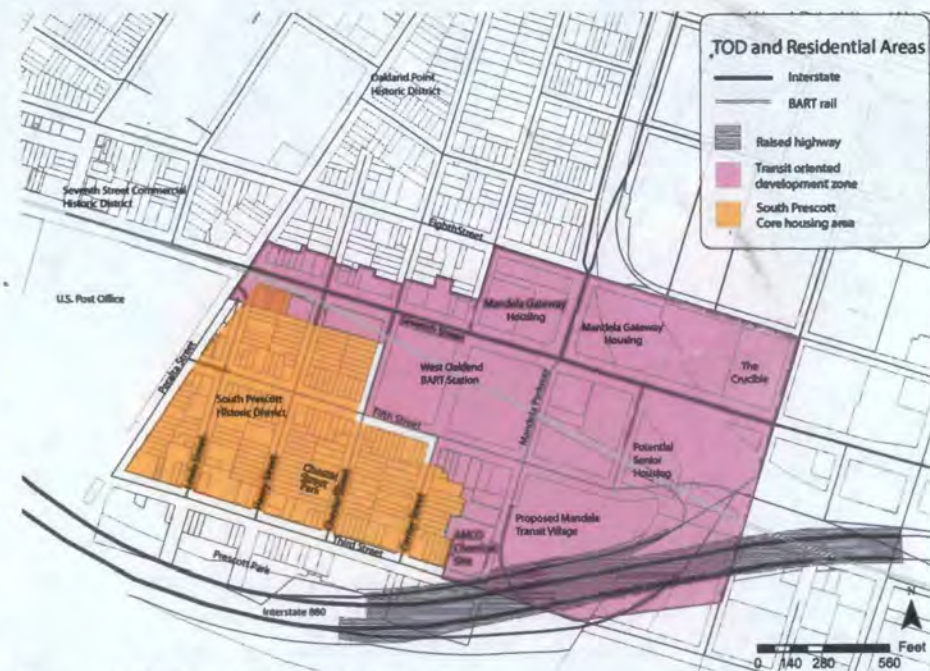 TOD and Residential Areas
Interstate
BART rail
Raised highway
Transit oriented
development zone
South Prescott
Core housing area
Oakland Point
Historic District
Seventh Street Commercial
Historic District
Eighth Street
U.S. Post Office
Mandela Gateway
Housing
Seventh Street
Mandela Gateway
Housing
The
Crucible
West Oakland
BART Station
Peralta Street
Mandela Parkway
South Prescott
Historic District
Fifth Street
Potential
Senior
Housing
Chester
Street
Park
Center Street
Proposed Mandela
Transit Village
Third Street
AMCO
Chemical
Site
Prescott Park
Interstate 880
N
Feet
0 140 280 560